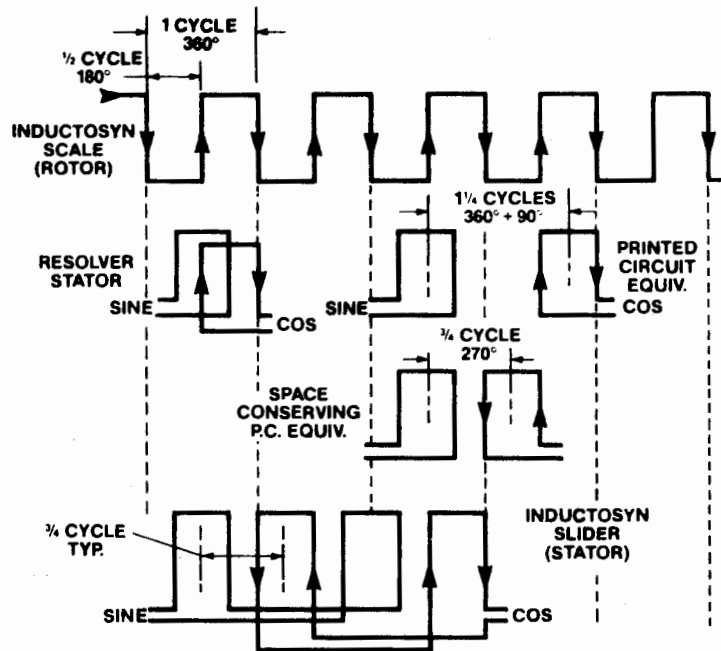 1 CYCLE
360°
½ CYCLE
180°
INDUCTOSYN
SCALE
(ROTOR)
1¼ CYCLES
360° + 90°
RESOLVER
STATOR
SINE
COS
SINE
COS
PRINTED
CIRCUIT
EQUIV.
¾ CYCLE
270°
SPACE
CONSERVING
P.C. EQUIV.
¾ CYCLE
TYP.
INDUCTOSYN
SLIDER
(STATOR)
SINE
COS